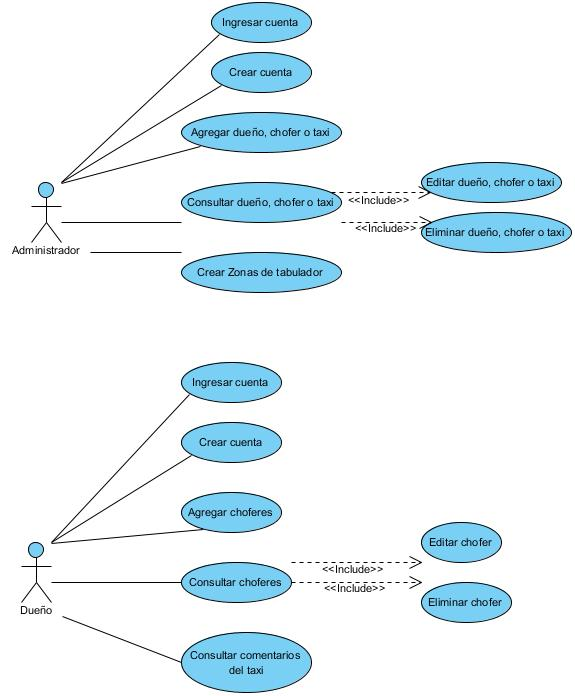 Ingresar cuenta
Crear cuenta
Agregar dueño, chofer o taxi
Consultar dueño, chofer o taxi
<<Include>>
Editar dueño, chofer o taxi
<<Include>>
Eliminar dueño, chofer o taxi
Administrador
Crear Zonas de tabulador
Ingresar cuenta
Crear cuenta
Agregar choferes
Editar chofer
<<Include>>
Consultar choferes
<<Include>>
Eliminar chofer
Dueño
Consultar comentarios
del taxi